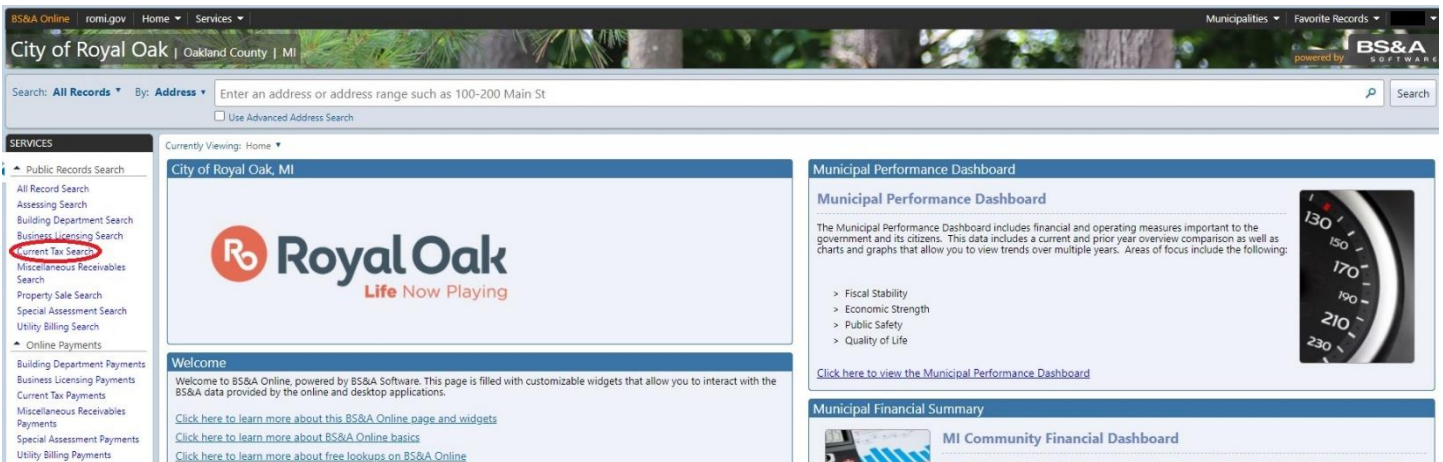 BS&A Online romi.gov Home Services Municipalities Favorite Records
City of Royal Oak | Oakland County | MI
powered by BS&A SOFTWARE
Search: All Records By: Address Enter an address or address range such as 100-200 Main St Search
Use Advanced Address Search
SERVICES
Public Records Search
All Record Search
Assessing Search
Building Department Search
Business Licensing Search
Current Tax Search
Miscellaneous Receivables
Search
Property Sale Search
Special Assessment Search
Utility Billing Search
Online Payments
Building Department Payments
Business Licensing Payments
Current Tax Payments
Miscellaneous Receivables
Payments
Special Assessment Payments
Utility Billing Payments
Currently Viewing: Home
City of Royal Oak, MI
Ro Royal Oak
Life Now Playing
Welcome
Welcome to BS&A Online, powered by BS&A Software. This page is filled with customizable widgets that allow you to interact with the
BS&A data provided by the online and desktop applications.
Click here to learn more about this BS&A Online page and widgets
Click here to learn more about BS&A Online basics
Click here to learn more about free lookups on BS&A Online
Municipal Performance Dashboard
Municipal Performance Dashboard
The Municipal Performance Dashboard includes financial and operating measures important to the
government and its citizens. This data includes a current and prior year overview comparison as well as
charts and graphs that allow you to view trends over multiple years. Areas of focus include the following:
> Fiscal Stability
> Economic Strength
> Public Safety
> Quality of Life
Click here to view the Municipal Performance Dashboard
130
150
170
190
210
230
Municipal Financial Summary
MI Community Financial Dashboard